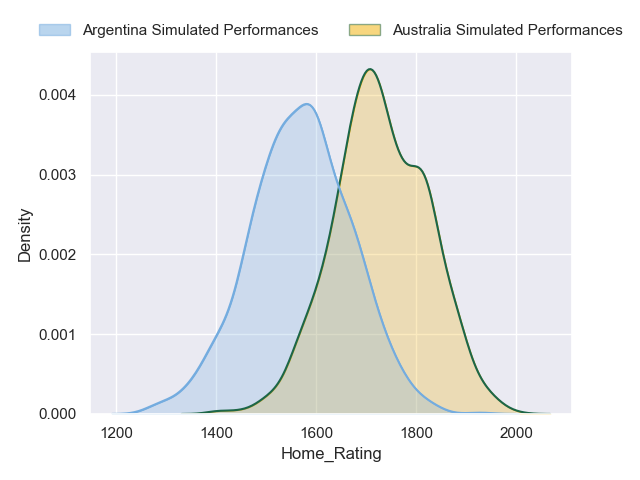 Argentina Simulated Performances Australia Simulated Performances
0.004
0.003
0.002
0.001
0.000
Density
1200 1400 1600 1800 2000
Home_Rating